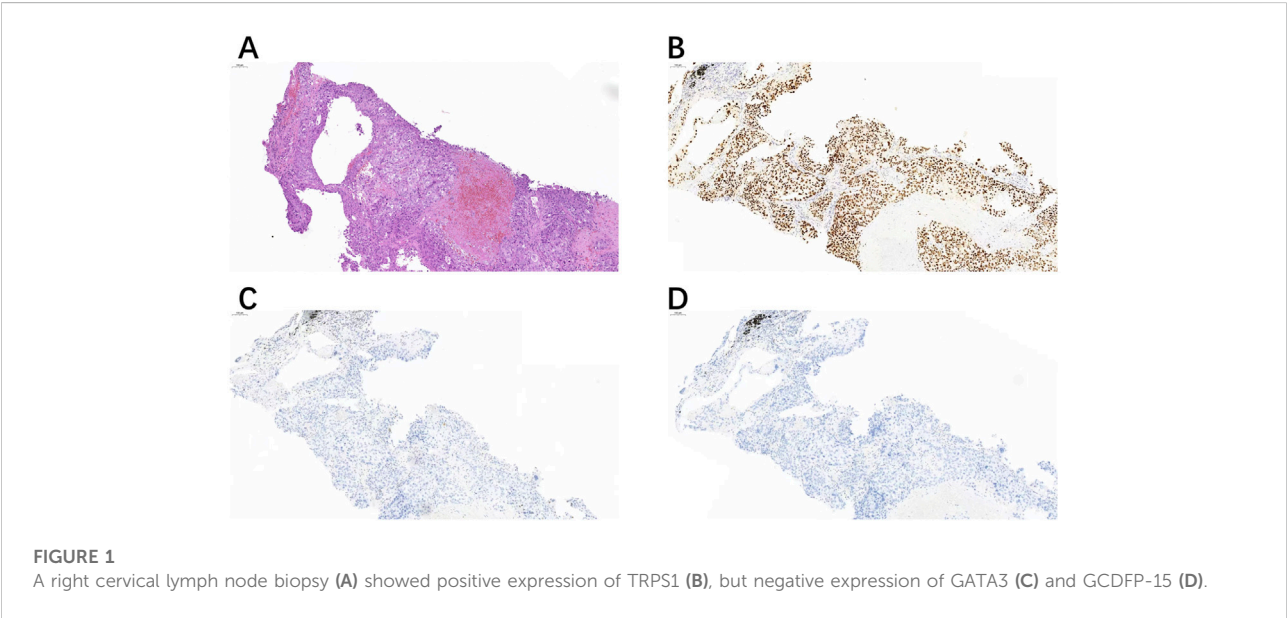 A
B
C
D
FIGURE 1
A right cervical lymph node biopsy (A) showed positive expression of TRPS1 (B), but negative expression of GATA3 (C) and GCDFP-15 (D).